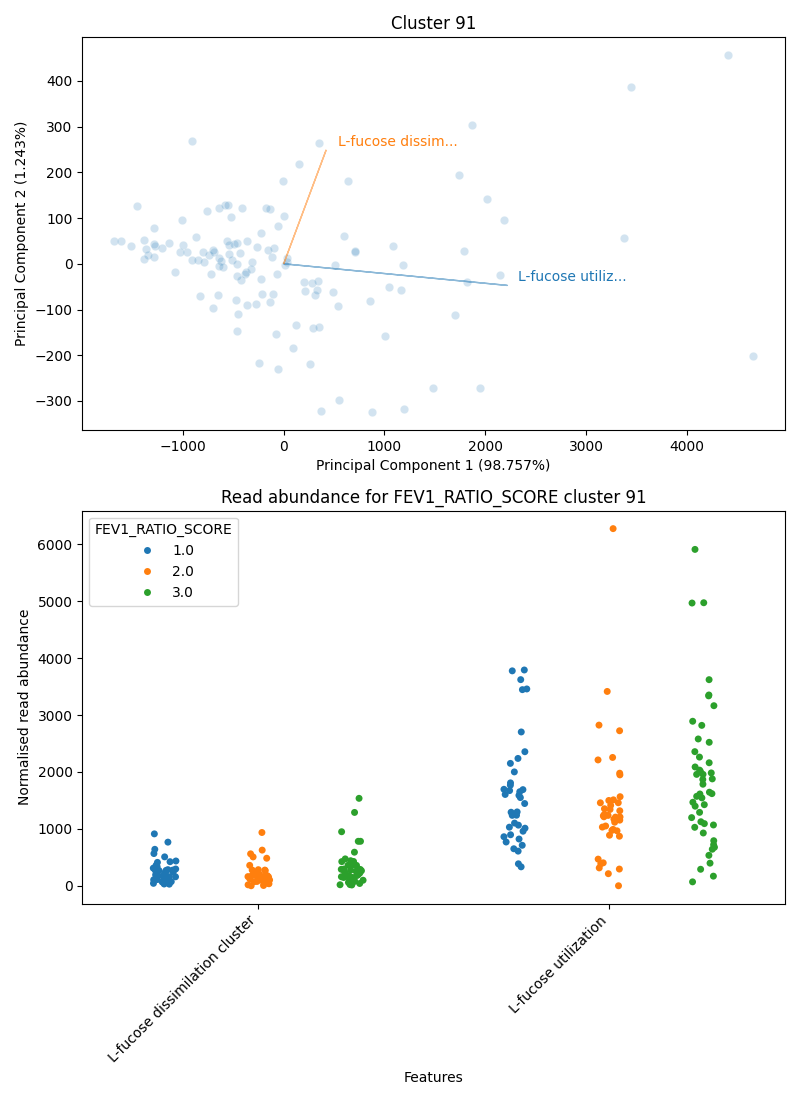 Cluster 91
Principal Component 2 (1.243%)
400
300
200
100
0
−100
−200
−300
L-fucose dissim...
L-fucose utiliz...
−1000
0
1000
2000
3000
4000
Principal Component 1 (98.757%)
Read abundance for FEV1_RATIO_SCORE cluster 91
Normalised read abundance
6000
5000
4000
3000
2000
1000
0
FEV1_RATIO_SCORE
1.0
2.0
3.0
L-fucose dissimilation cluster
L-fucose utilization
Features